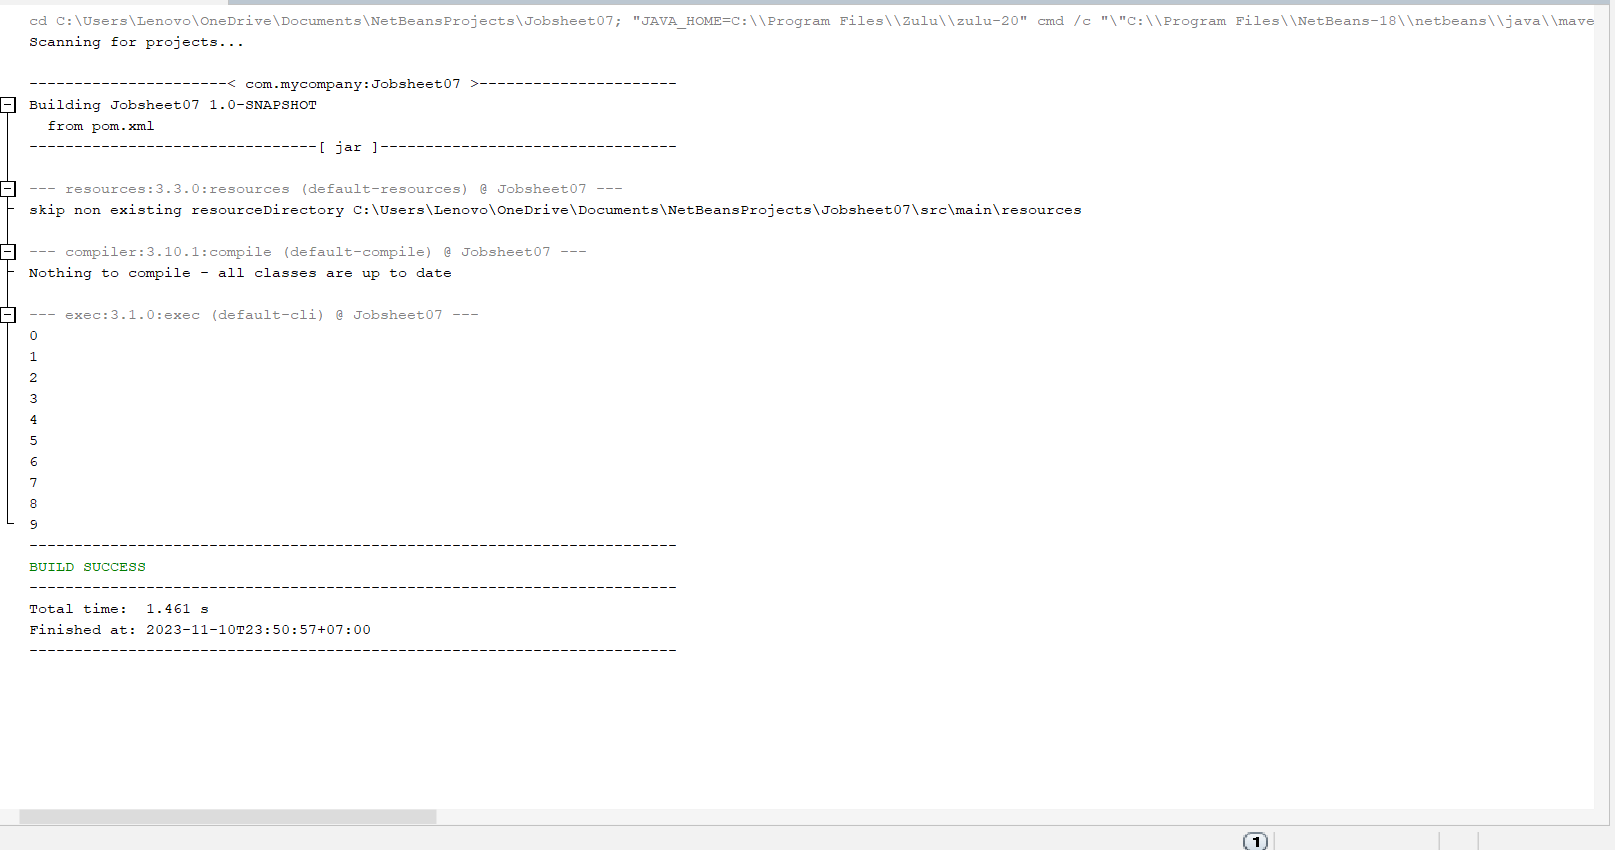 cd C:\Users\Lenovo\OneDrive\Documents\NetBeansProjects\Jobsheet07; "JAVA_HOME=C:\\Program Files\\Zulu\\zulu-20" cmd /c "\"C:\\Program Files\\NetBeans-18\\netbeans\\java\\mave
Scanning for projects...
----------------------< com.mycompany:Jobsheet07 >----------------------
Building Jobsheet07 1.0-SNAPSHOT
  from pom.xml
--------------------------------[ jar ]---------------------------------
--- resources:3.3.0:resources (default-resources) @ Jobsheet07 ---
skip non existing resourceDirectory C:\Users\Lenovo\OneDrive\Documents\NetBeansProjects\Jobsheet07\src\main\resources
--- compiler:3.10.1:compile (default-compile) @ Jobsheet07 ---
Nothing to compile - all classes are up to date
--- exec:3.1.0:exec (default-cli) @ Jobsheet07 ---
0
1
2
3
4
5
6
7
8
9
------------------------------------------------------------------------
BUILD SUCCESS
------------------------------------------------------------------------
Total time:  1.461 s
Finished at: 2023-11-10T23:50:57+07:00
------------------------------------------------------------------------
1